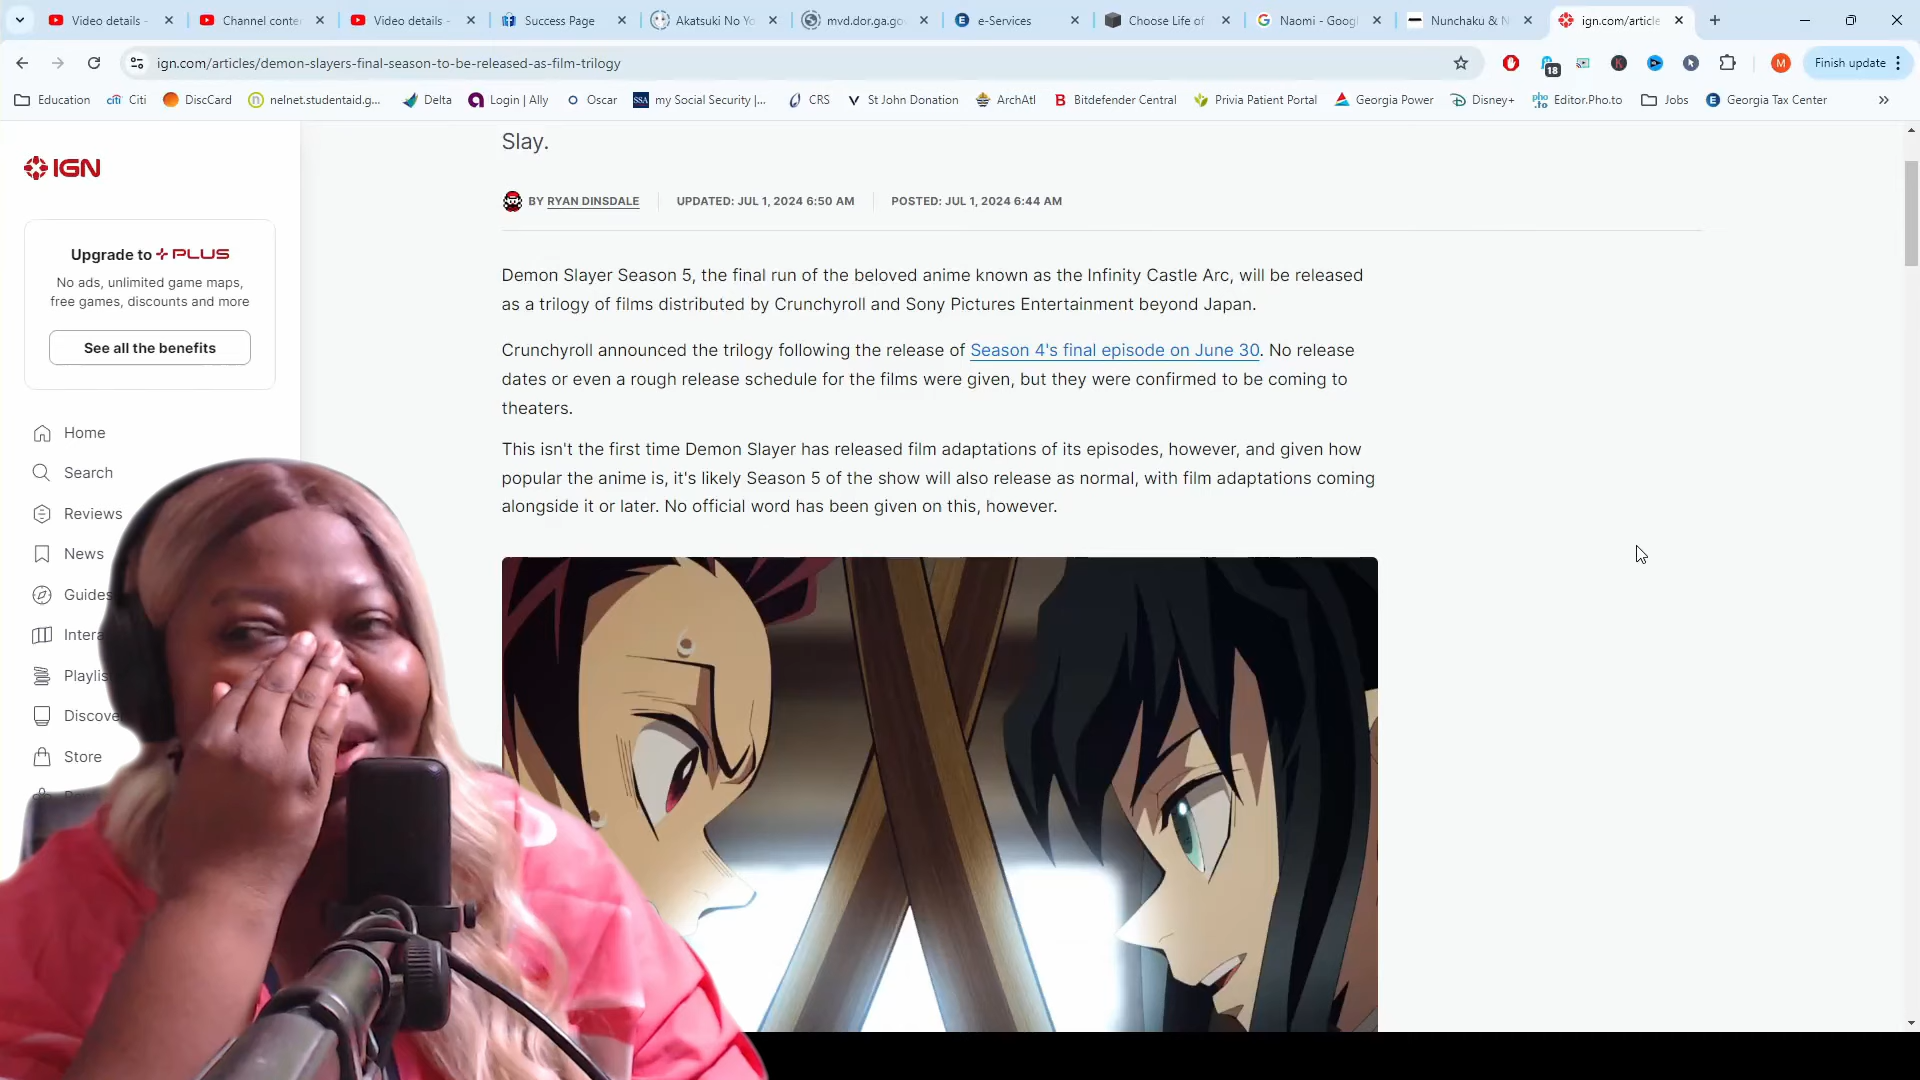 Video details -
Channel conte
Video details -
Success Page
Akatsuki No Yo
mvd.dor.ga.go
e-Services
Choose Life of
Naomi - Googl
Nunchaku & N
ign.com/article
ign.com/articles/demon-slayers-final-season-to-be-released-as-film-trilogy
18
M
Finish update
Education
citi Citi
DiscCard
nelnet.studentaid.g...
Delta
Login | Ally
Oscar
SSA my Social Security |...
CRS
St John Donation
ArchAtl
B Bitdefender Central
Privia Patient Portal
Georgia Power
Disney+
pho.to Editor.Pho.to
Jobs
Georgia Tax Center
IGN
Upgrade to + PLUS
No ads, unlimited game maps,
free games, discounts and more
See all the benefits
Home
Search
Reviews
News
Guides
Intera
Playlis
Discove
Store
Slay.
BY RYAN DINSDALE
UPDATED: JUL 1, 2024 6:50 AM
POSTED: JUL 1, 2024 6:44 AM
Demon Slayer Season 5, the final run of the beloved anime known as the Infinity Castle Arc, will be released
as a trilogy of films distributed by Crunchyroll and Sony Pictures Entertainment beyond Japan.
Crunchyroll announced the trilogy following the release of Season 4's final episode on June 30. No release
dates or even a rough release schedule for the films were given, but they were confirmed to be coming to
theaters.
This isn't the first time Demon Slayer has released film adaptations of its episodes, however, and given how
popular the anime is, it's likely Season 5 of the show will also release as normal, with film adaptations coming
alongside it or later. No official word has been given on this, however.